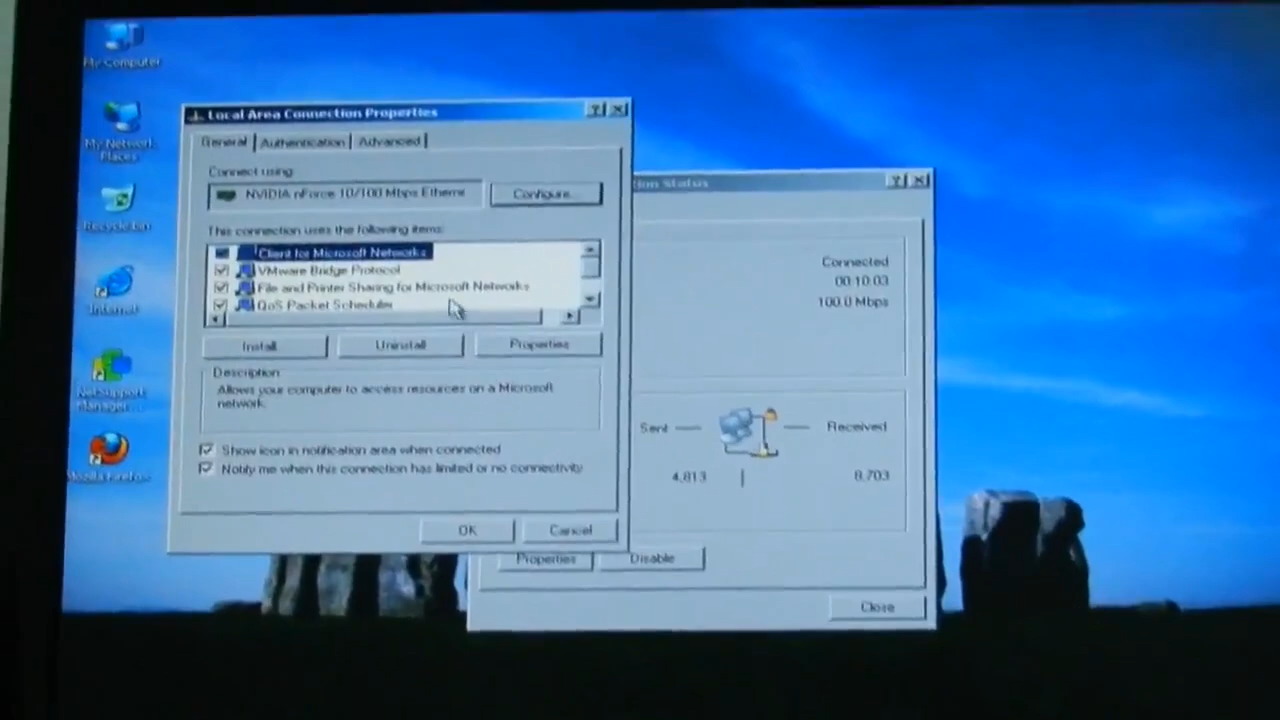 My Computer
My Network
Places
Recycle Bin
Internet
NetSupport
Manager...
Mozilla Firefox
Local Area Connection Properties
General
Authentication
Advanced
Connect using:
NVIDIA nForce 10/100 Mbps Etherne
Configure...
This connection uses the following items:
Client for Microsoft Networks
VMware Bridge Protocol
File and Printer Sharing for Microsoft Networks
QoS Packet Scheduler
Install...
Uninstall
Properties
Description
Allows your computer to access resources on a Microsoft
network.
Show icon in notification area when connected
Notify me when this connection has limited or no connectivity
OK
Cancel
tion Status
Connected
00:10:03
100.0 Mbps
Sent
Received
4,813
8,703
Properties
Disable
Close